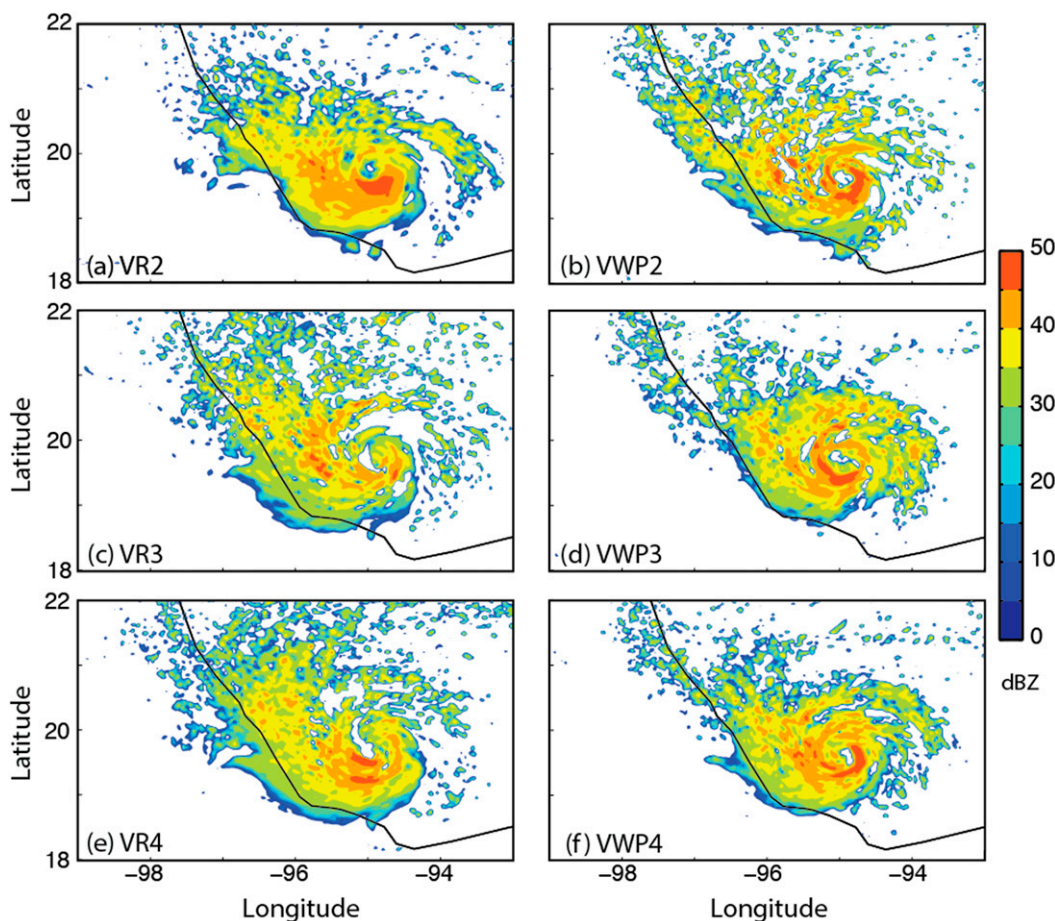 22
Latitude
20
18
(a) VR2
(b) VWP2
22
Latitude
20
18
(c) VR3
(d) VWP3
22
Latitude
20
18
(e) VR4
(f) VWP4
–98
–96
–94
–98
–96
–94
Longitude
Longitude
50
40
30
20
10
0
dBZ